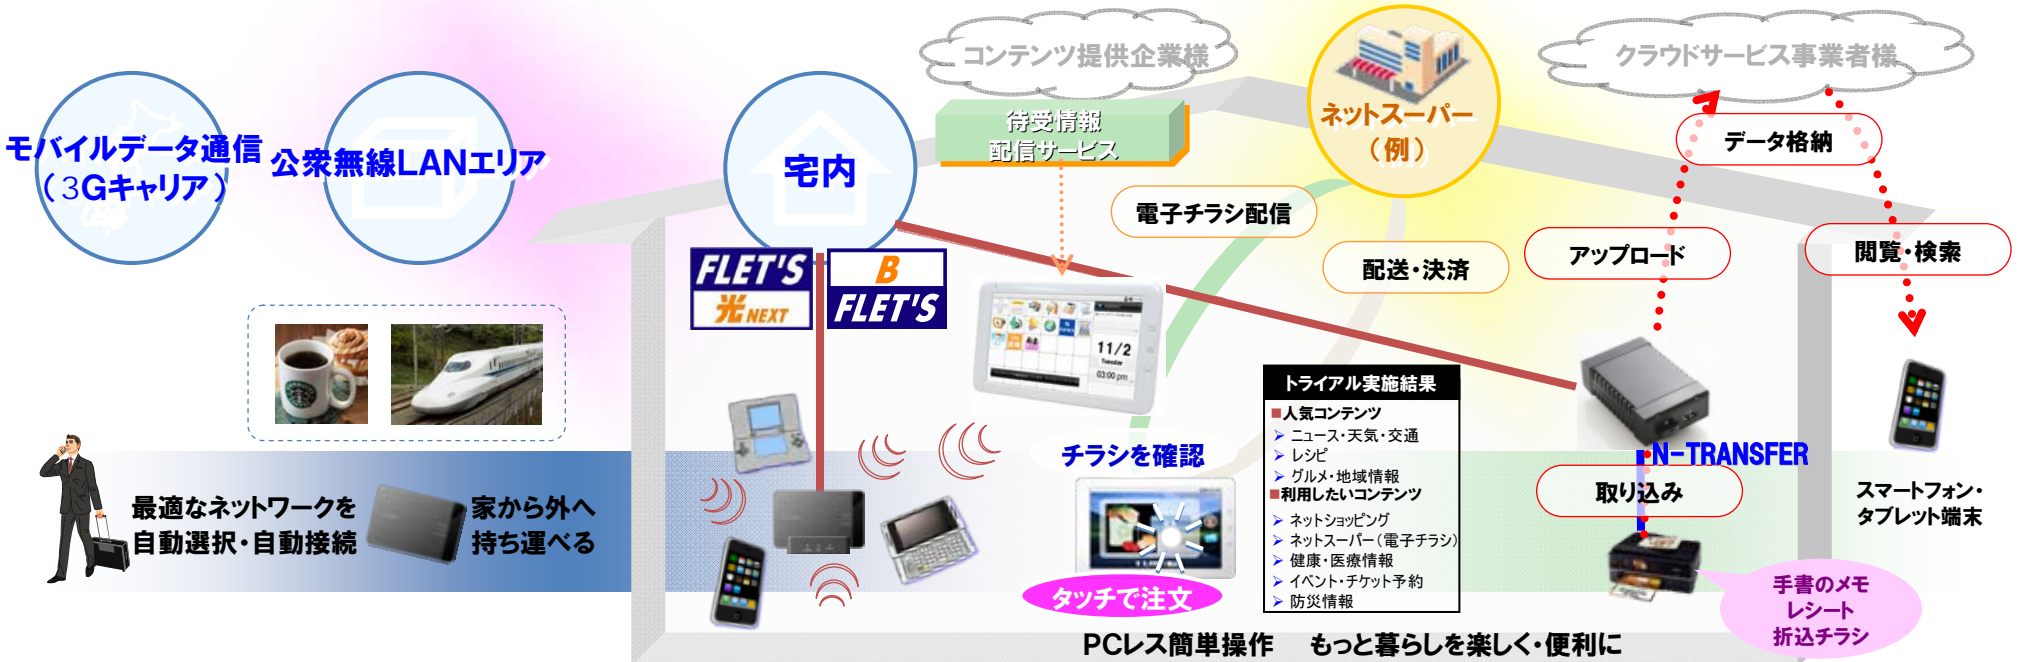 コンテンツ提供企業様
クラウドサービス事業者様
待受情報
配信サービス
ネットスーパー
（例）
モバイルデータ通信
（3Gキャリア）
公衆無線LANエリア
宅内
データ格納
電子チラシ配信
アップロード
閲覧・検索
配送・決済
FLET'S
光 NEXT
B
FLET'S
11/2
Tuesday
03:00 pm
トライアル実施結果
■人気コンテンツ
➢ ニュース・天気・交通
➢ レシピ
➢ グルメ・地域情報
■利用したいコンテンツ
➢ ネットショッピング
➢ ネットスーパー（電子チラシ）
➢ 健康・医療情報
➢ イベント・チケット予約
➢ 防災情報
チラシを確認
タッチで注文
N-TRANSFER
取り込み
スマートフォン・
タブレット端末
最適なネットワークを
自動選択・自動接続
家から外へ
持ち運べる
手書のメモ
レシート
折込チラシ
PCレス簡単操作　もっと暮らしを楽しく・便利に